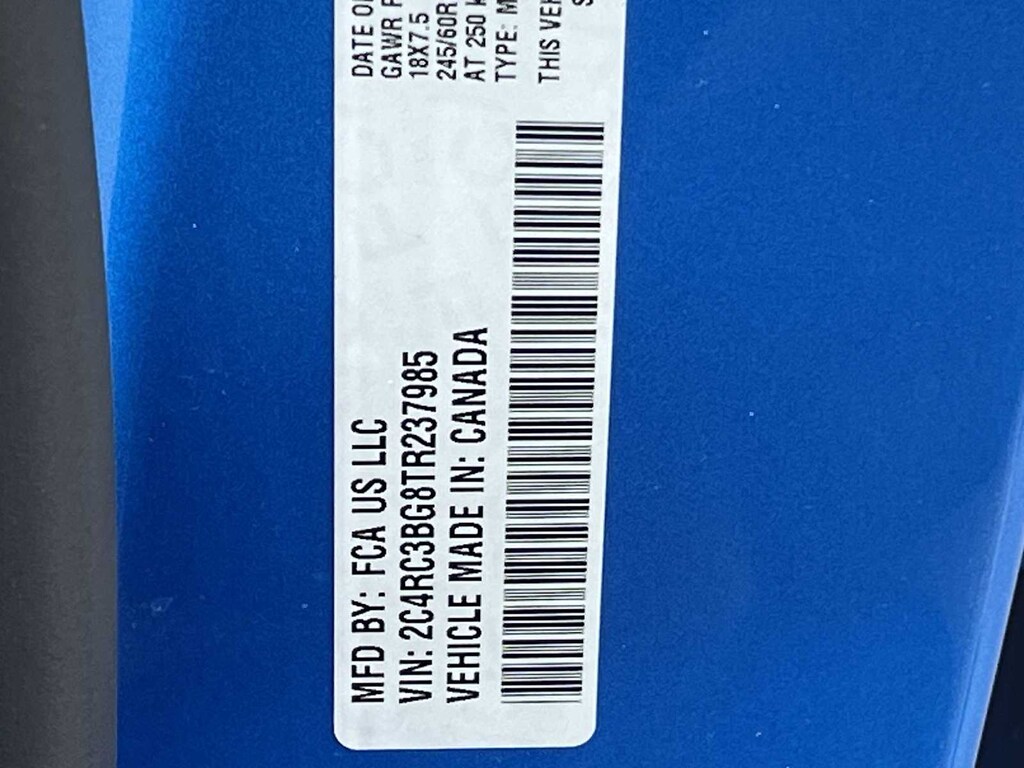 MFD BY: FCA US LLC
VIN: 2C4RC3BG8TR237985
VEHICLE MADE IN: CANADA
DATE O
GAWR
18X7.5
245/60R
AT 250
TYPE: M
THIS VE